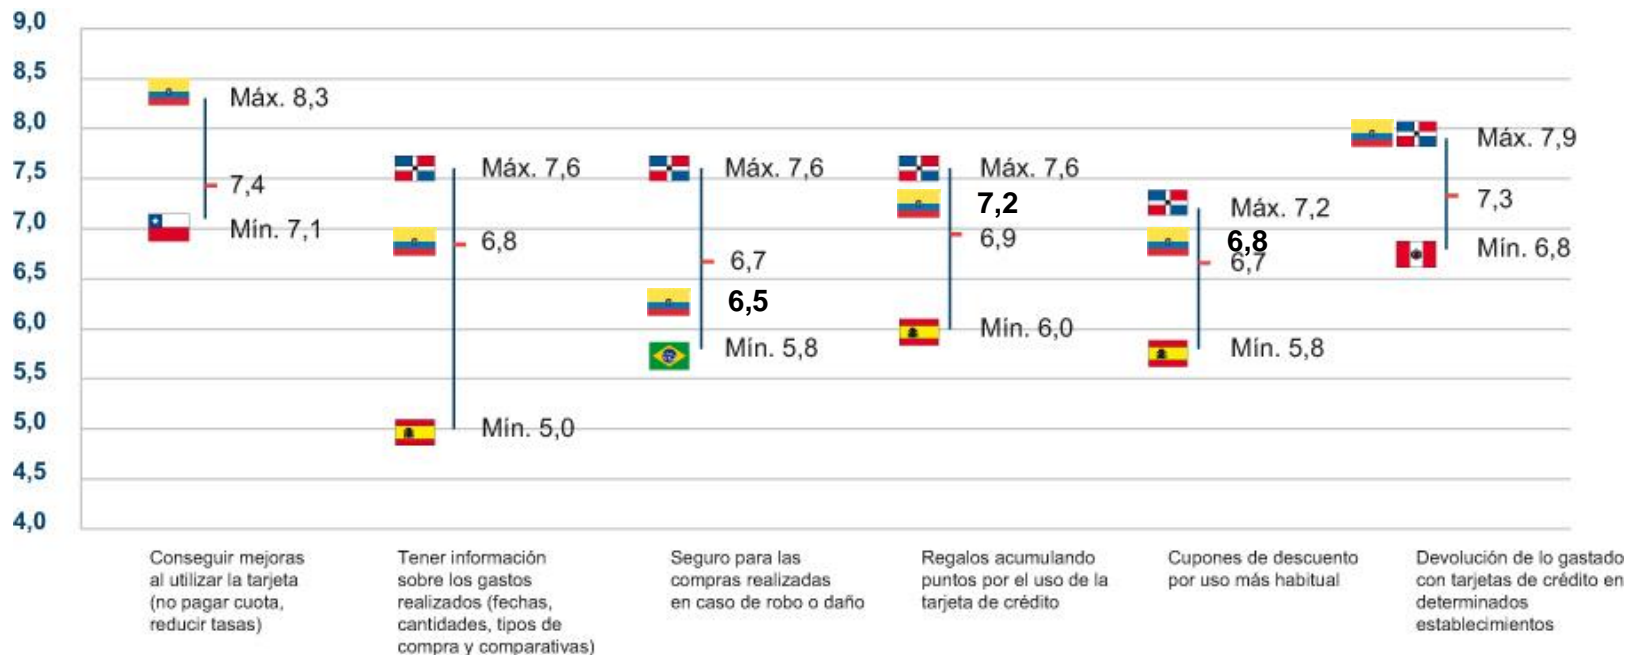 9,0
8,5
8,0
7,5
7,0
6,5
6,0
5,5
5,0
4,5
4,0
Máx. 8,3
7,4
Mín. 7,1
Máx. 7,6
6,8
Mín. 5,0
Máx. 7,6
6,7
6,5
Mín. 5,8
Máx. 7,6
7,2
6,9
Mín. 6,0
Máx. 7,2
6,8
6,7
Mín. 5,8
Máx. 7,9
7,3
Mín. 6,8
Conseguir mejoras
al utilizar la tarjeta
(no pagar cuota,
reducir tasas)
Tener información
sobre los gastos
realizados (fechas,
cantidades, tipos de
compra y comparativas)
Seguro para las
compras realizadas
en caso de robo o daño
Regalos acumulando
puntos por el uso de la
tarjeta de crédito
Cupones de descuento
por uso más habitual
Devolución de lo gastado
con tarjetas de crédito en
determinados
establecimientos